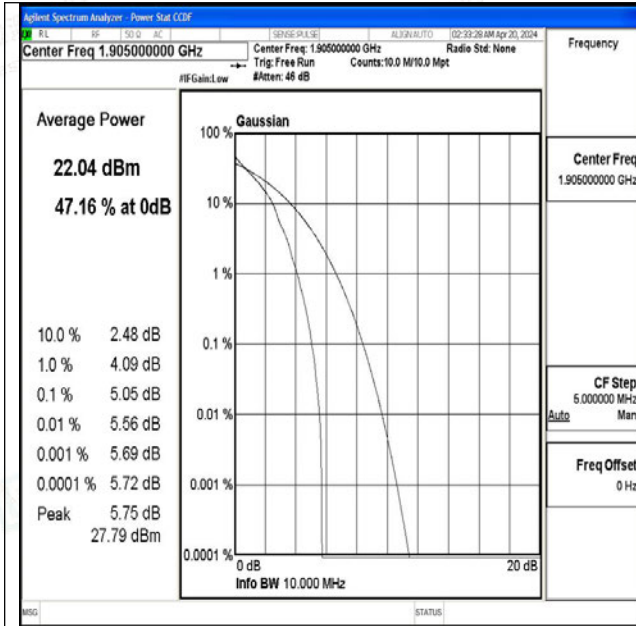 Agilent Spectrum Analyzer - Power Stat CCDF
RL RF 50 Ω AC SENSE:PULSE ALIGNAUTO 02:33:28 AM Apr 20, 2024
Center Freq 1.905000000 GHz
Center Freq: 1.905000000 GHz Radio Std: None
Trig: Free Run Counts:10.0 M/10.0 Mpt
#IFGain:Low #Atten: 46 dB
Frequency
Average Power
22.04 dBm
47.16 % at 0dB
10.0 % 2.48 dB
1.0 % 4.09 dB
0.1 % 5.05 dB
0.01 % 5.56 dB
0.001 % 5.69 dB
0.0001 % 5.72 dB
Peak 5.75 dB
27.79 dBm
Gaussian
100 %
10 %
1 %
0.1 %
0.01 %
0.001 %
0.0001 %
0 dB 20 dB
Info BW 10.000 MHz
Center Freq
1.905000000 GHz
CF Step
5.000000 MHz
Auto Man
Freq Offset
0 Hz
MSG STATUS